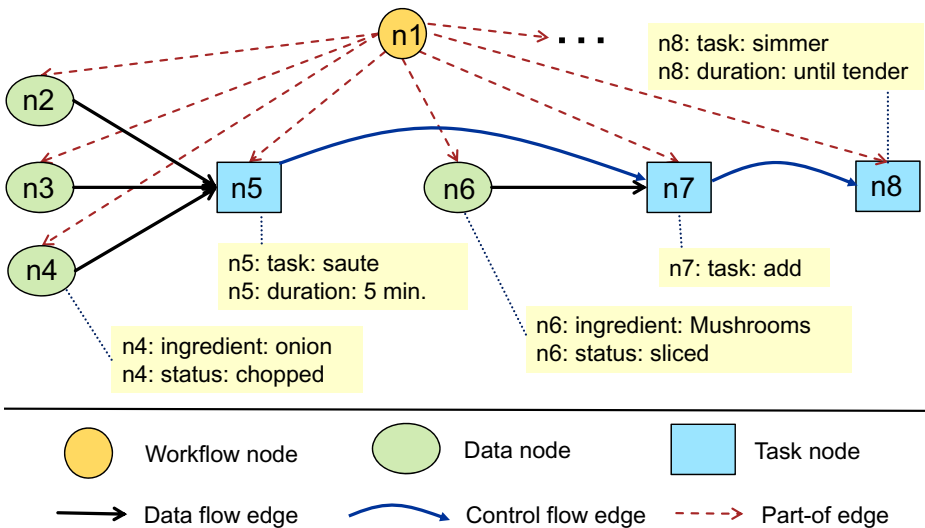 n1
...
n8: task: simmer
n8: duration: until tender
n2
n3
n5
n6
n7
n8
n4
n5: task: saute
n5: duration: 5 min.
n7: task: add
n4: ingredient: onion
n4: status: chopped
n6: ingredient: Mushrooms
n6: status: sliced
Workflow node
Data node
Task node
Data flow edge
Control flow edge
Part-of edge